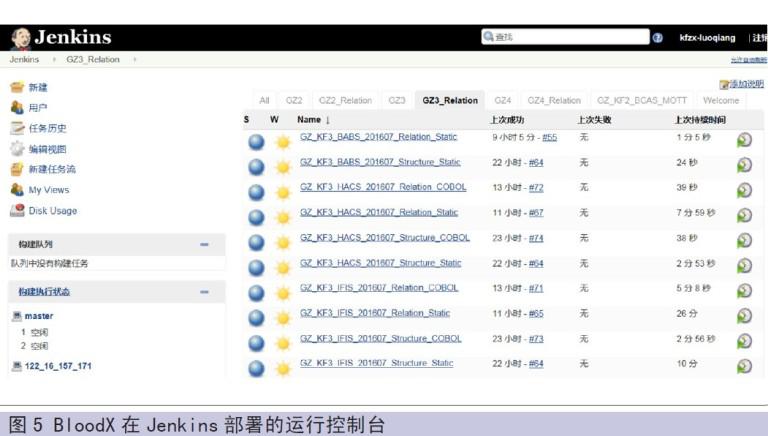 Jenkins
查找
kfzx-luoqiang | 注销
Jenkins GZ3_Relation
允许自动刷新
新建
用户
任务历史
编辑视图
新建任务流
My Views
Disk Usage
构建队列
队列中没有构建任务
构建执行状态
master
1 空闲
2 空闲
122_16_157_171
添加说明
All GZ2 GZ2_Relation GZ3 GZ3_Relation GZ4 GZ4_Relation GZ_KF2_BCAS_MOTT Welcome
S W Name ↓ 上次成功 上次失败 上次持续时间
GZ_KF3_BABS_201607_Relation_Static 9 小时 5 分 - #55 无 1 分 5 秒
GZ_KF3_BABS_201607_Structure_Static 22 小时 - #64 无 24 秒
GZ_KF3_HACS_201607_Relation_COBOL 13 小时 - #72 无 39 秒
GZ_KF3_HACS_201607_Relation_Static 11 小时 - #67 无 7 分 59 秒
GZ_KF3_HACS_201607_Structure_COBOL 23 小时 - #74 无 38 秒
GZ_KF3_HACS_201607_Structure_Static 22 小时 - #64 无 2 分 53 秒
GZ_KF3_IFIS_201607_Relation_COBOL 13 小时 - #71 无 5 分 8 秒
GZ_KF3_IFIS_201607_Relation_Static 11 小时 - #65 无 26 分
GZ_KF3_IFIS_201607_Structure_COBOL 23 小时 - #73 无 2 分 56 秒
GZ_KF3_IFIS_201607_Structure_Static 22 小时 - #64 无 10 分
图 5 BloodX 在 Jenkins 部署的运行控制台